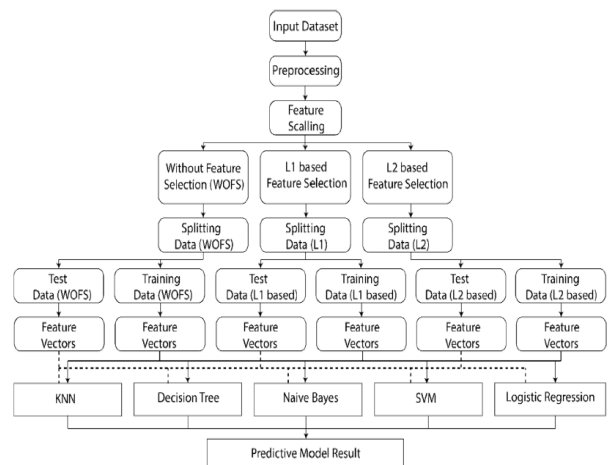 Input Dataset
Preprocessing
Feature
Scalling
Without Feature
Selection (WOFS)
L1 based
Feature Selection
L2 based
Feature Selection
Splitting
Data (WOFS)
Splitting
Data (L1)
Splitting
Data (L2)
Test
Data (WOFS)
Training
Data (WOFS)
Test
Data (L1 based)
Training
Data (L1 based)
Test
Data (L2 based)
Training
Data (L2 based)
Feature
Vectors
Feature
Vectors
Feature
Vectors
Feature
Vectors
Feature
Vectors
Feature
Vectors
KNN
Decision Tree
Naive Bayes
SVM
Logistic Regression
Predictive Model Result